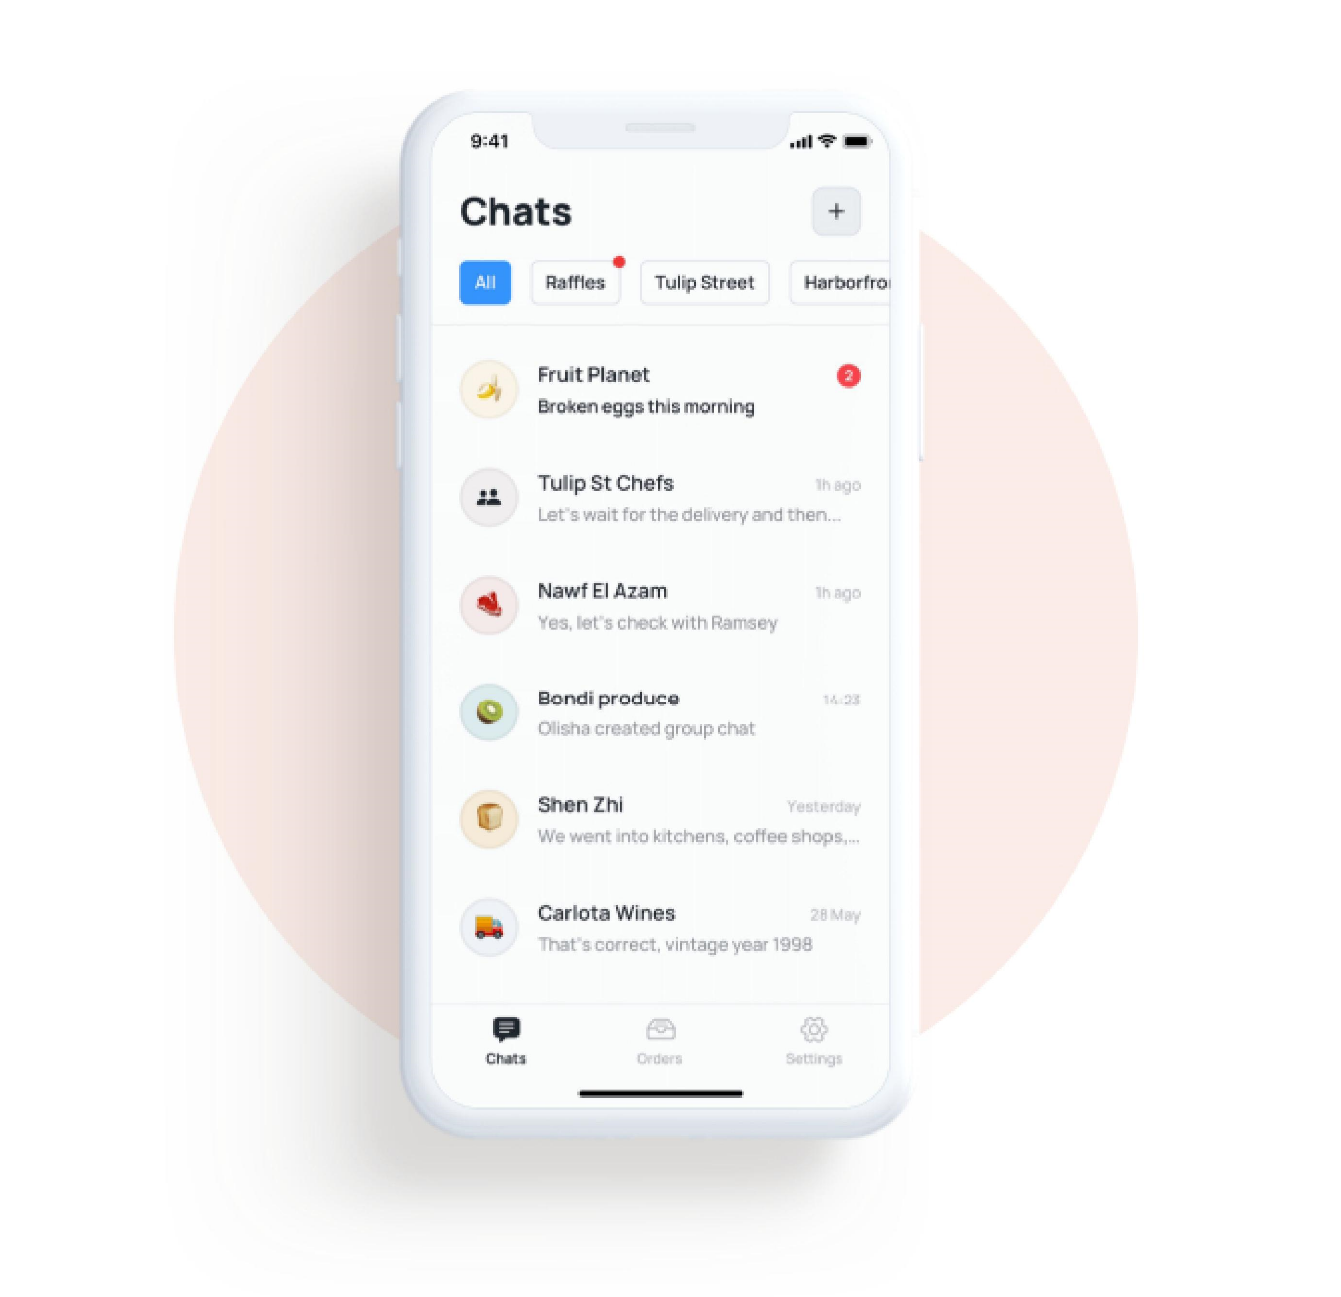 9:41
Chats
+
All
Raffles
Tulip Street
Harborfro
Fruit Planet
2
Broken eggs this morning
Tulip St Chefs
1h ago
Let's wait for the delivery and then...
Nawf El Azam
1h ago
Yes, let's check with Ramsey
Bondi produce
14:23
Olisha created group chat
Shen Zhi
Yesterday
We went into kitchens, coffee shops,...
Carlota Wines
28 May
That's correct, vintage year 1998
Chats
Orders
Settings